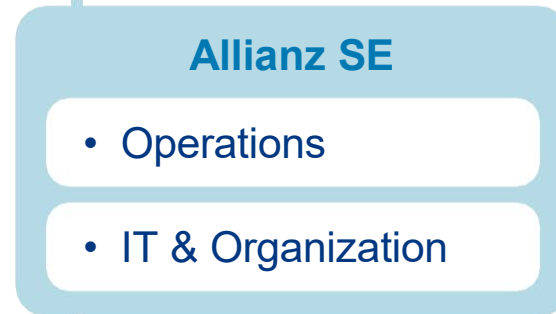 Allianz SE
• Operations
• IT & Organization